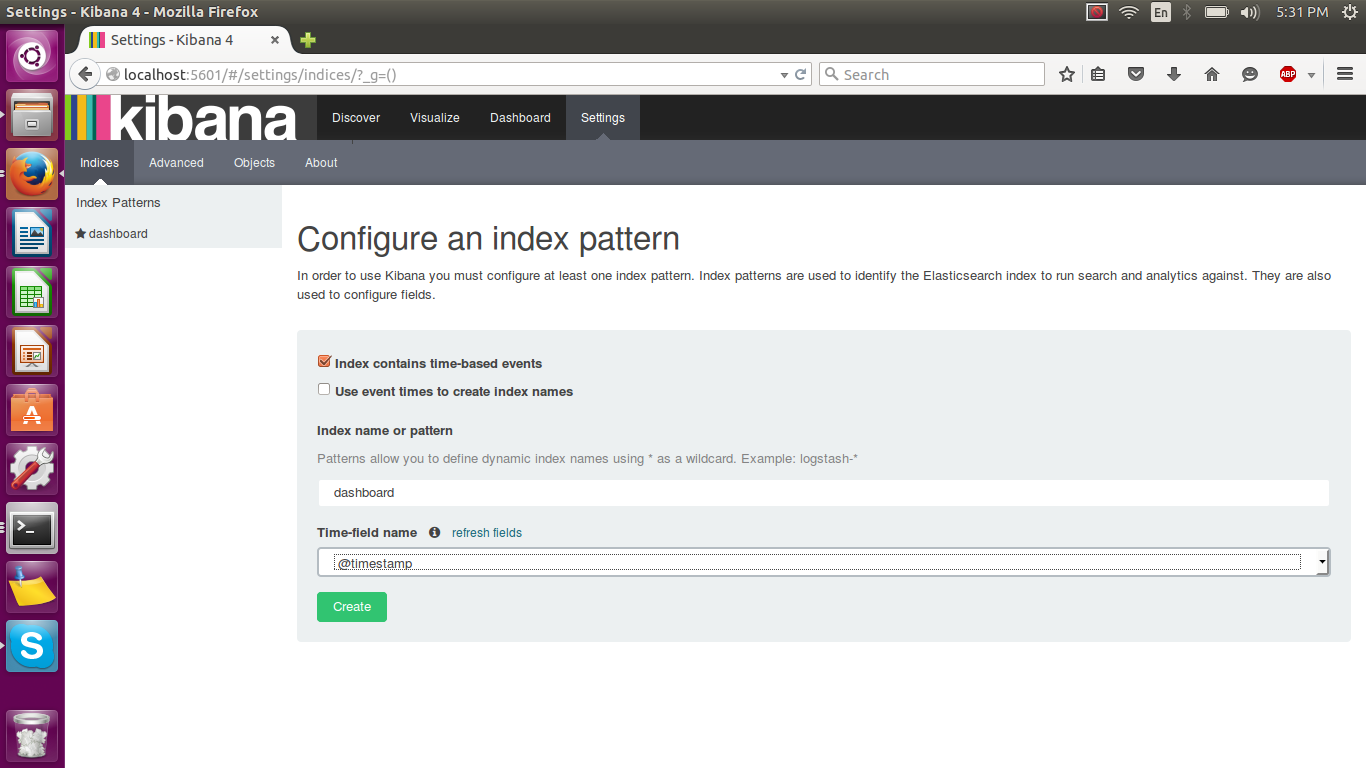 Settings - Kibana 4 - Mozilla Firefox
En
5:31 PM
Settings - Kibana 4
localhost:5601/#/settings/indices/?_g=()
Search
ABP
kibana
Discover
Visualize
Dashboard
Settings
Indices
Advanced
Objects
About
Index Patterns
dashboard
Configure an index pattern
In order to use Kibana you must configure at least one index pattern. Index patterns are used to identify the Elasticsearch index to run search and analytics against. They are also
used to configure fields.
Index contains time-based events
Use event times to create index names
Index name or pattern
Patterns allow you to define dynamic index names using * as a wildcard. Example: logstash-*
dashboard
Time-field name
refresh fields
@timestamp
Create